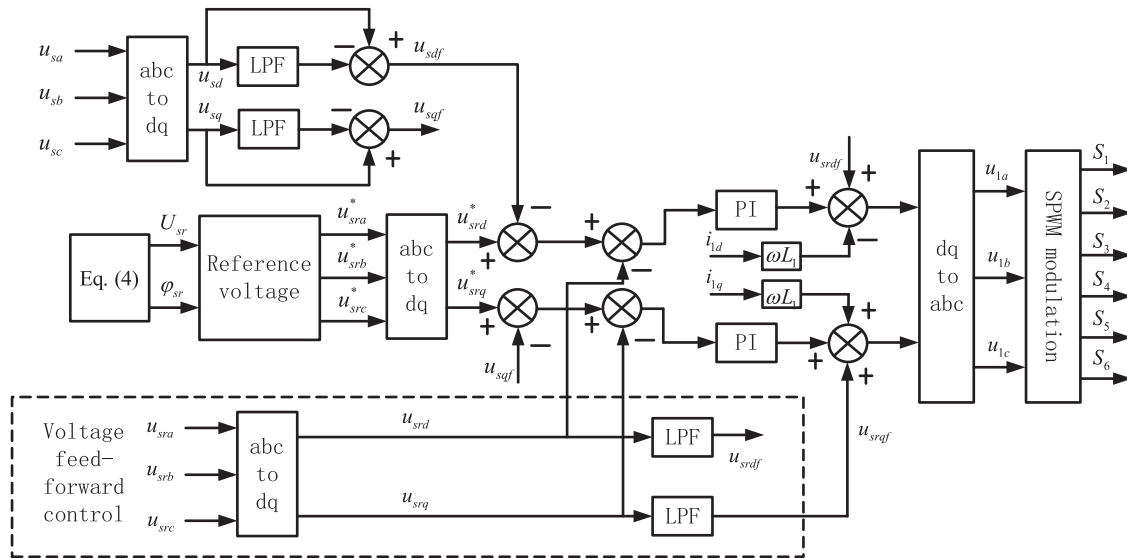 u_sa
u_sb
u_sc
abc
to
dq
u_sd
u_sq
LPF
LPF
−
+
−
+
u_sdf
u_sqf
Eq. (4)
U_sr
φ_sr
Reference
voltage
u*_sra
u*_srb
u*_src
abc
to
dq
u*_srd
u*_srq
−
+
+
−
u_sqf
+
−
+
−
PI
PI
i_1d
i_1q
ωL_1
ωL_1
u_srdf
+
+
−
+
+
+
u_srqf
dq
to
abc
u_1a
u_1b
u_1c
SPWM modulation
S_1
S_2
S_3
S_4
S_5
S_6
Voltage
feed-
forward
control
u_sra
u_srb
u_src
abc
to
dq
u_srd
u_srq
LPF
LPF
u_srdf